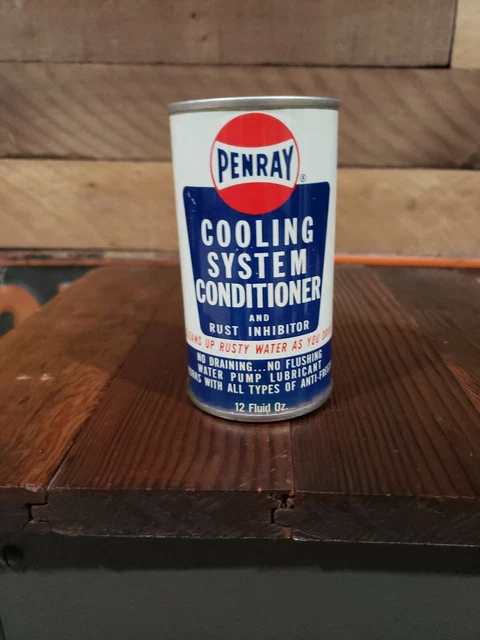 PENRAY®
COOLING
SYSTEM
CONDITIONER
AND
RUST INHIBITOR
UP RUSTY WATER AS YOU
NO DRAINING...NO FLUSHING
WATER PUMP LUBRICANT
WITH ALL TYPES OF
12 Fluid Oz.